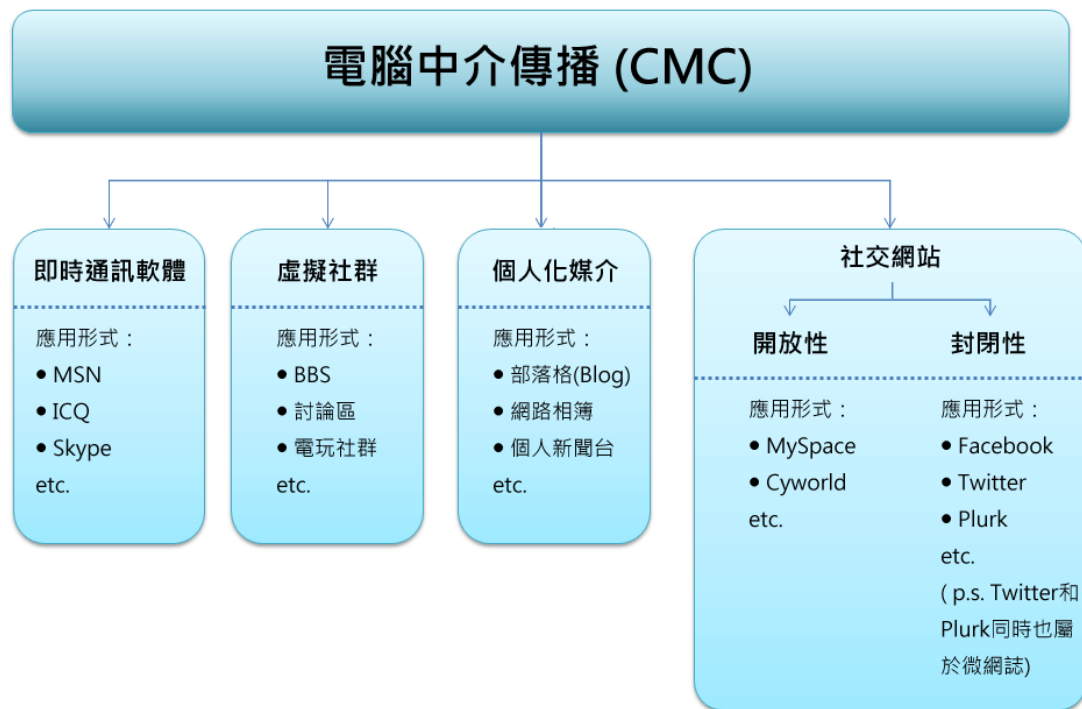 電腦中介傳播 (CMC)
即時通訊軟體
應用形式：
• MSN
• ICQ
• Skype
etc.
虛擬社群
應用形式：
• BBS
• 討論區
• 電玩社群
etc.
個人化媒介
應用形式：
• 部落格(Blog)
• 網路相簿
• 個人新聞台
etc.
社交網站
開放性
應用形式：
• MySpace
• Cyworld
etc.
封閉性
應用形式：
• Facebook
• Twitter
• Plurk
etc.
( p.s. Twitter和
Plurk同時也屬
於微網誌)